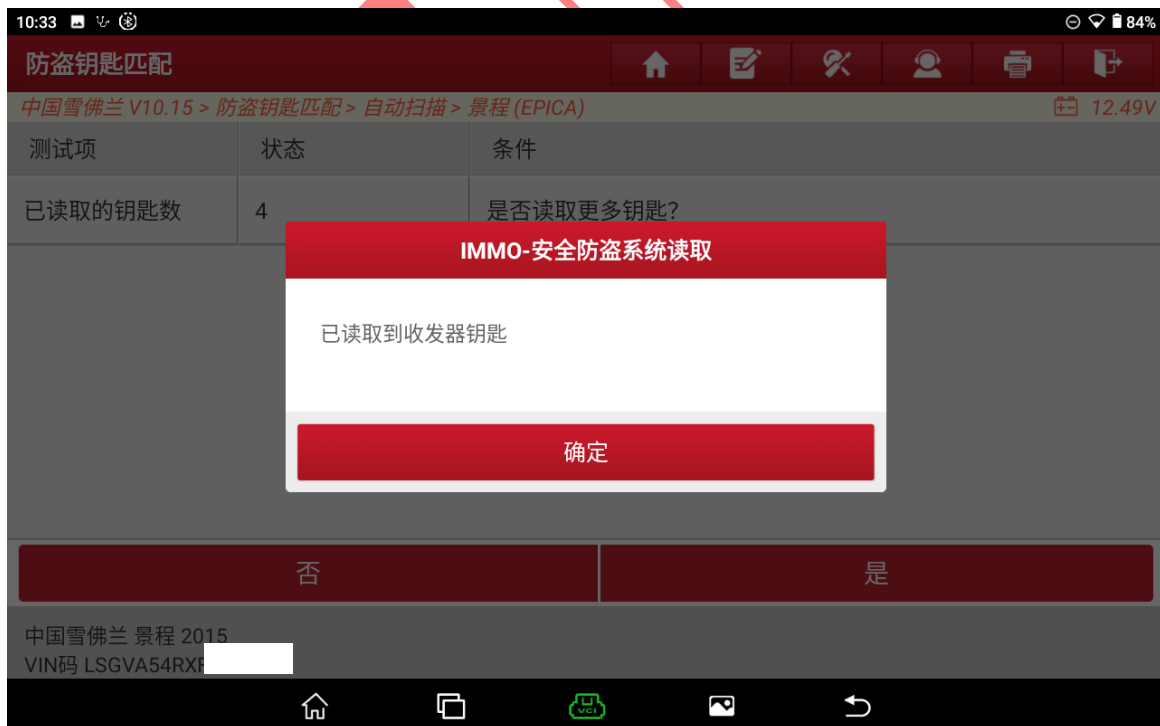 10:33
84%
防盗钥匙匹配
中国雪佛兰 V10.15 > 防盗钥匙匹配 > 自动扫描 > 景程 (EPICA)
12.49V
测试项 状态 条件
已读取的钥匙数 4 是否读取更多钥匙?
IMMO-安全防盗系统读取
已读取到收发器钥匙
确定
否 是
中国雪佛兰 景程 2015
VIN码 LSGVA54RX
VCI